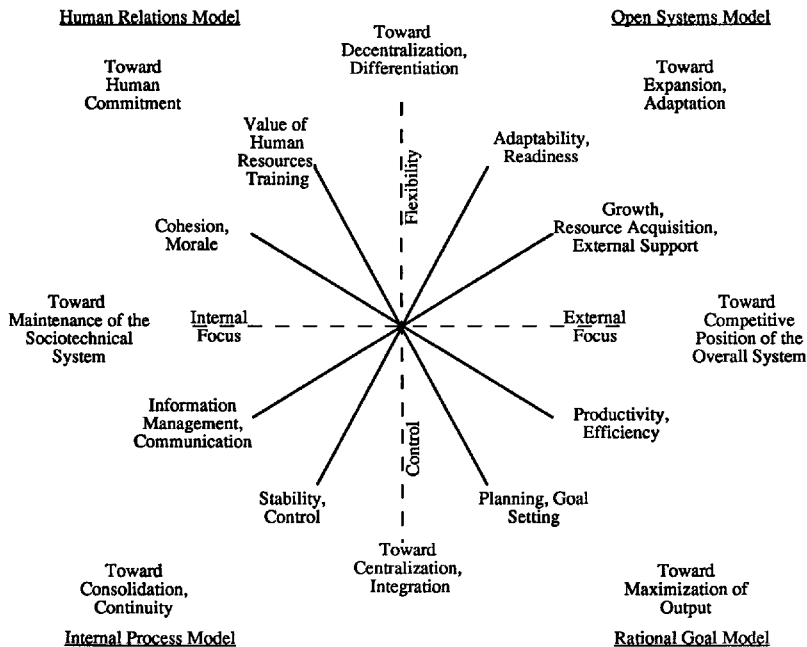 Human Relations Model
Open Systems Model
Toward
Decentralization,
Differentiation
Toward
Human
Commitment
Toward
Expansion,
Adaptation
Value of
Human
Resources,
Training
Flexibility
Adaptability,
Readiness
Cohesion,
Morale
Growth,
Resource Acquisition,
External Support
Toward
Maintenance of the
Sociotechnical
System
Internal
Focus
External
Focus
Toward
Competitive
Position of the
Overall System
Information
Management,
Communication
Control
Productivity,
Efficiency
Stability,
Control
Planning, Goal
Setting
Toward
Centralization,
Integration
Toward
Consolidation,
Continuity
Toward
Maximization of
Output
Internal Process Model
Rational Goal Model